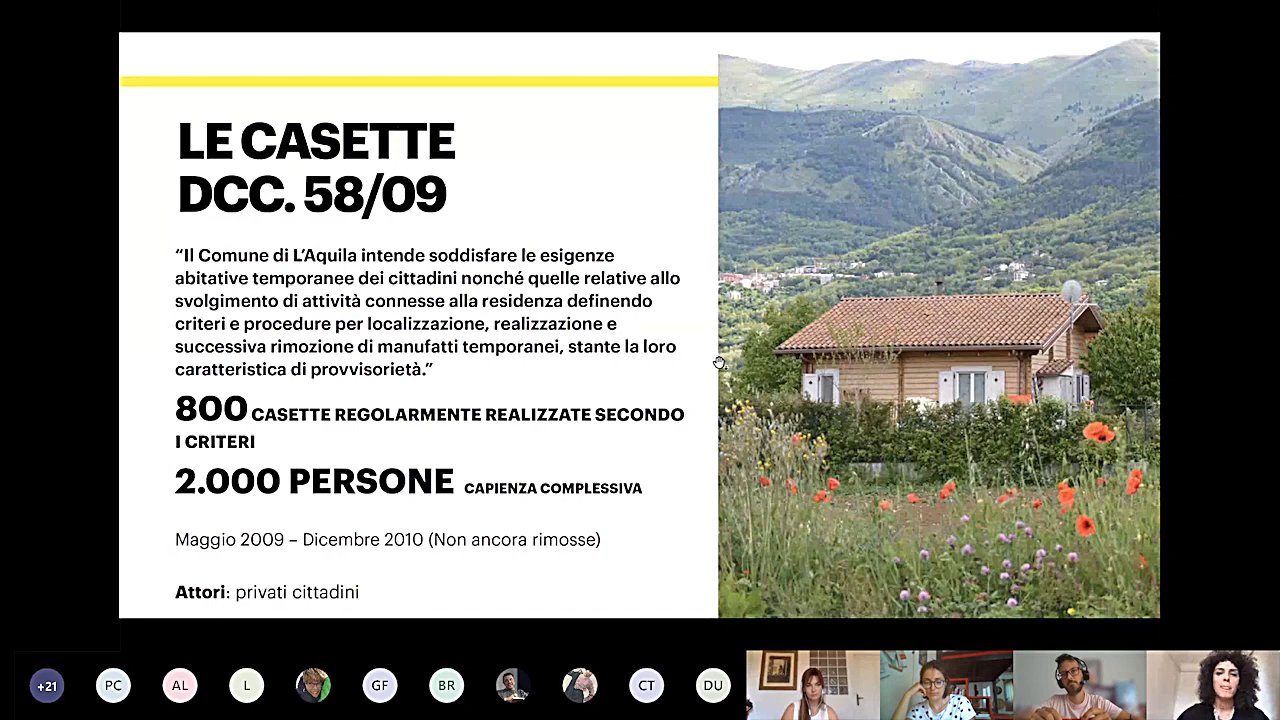 LE CASETTE
DCC. 58/09
“Il Comune di L’Aquila intende soddisfare le esigenze
abitative temporanee dei cittadini nonché quelle relative allo
svolgimento di attività connesse alla residenza definendo
criteri e procedure per localizzazione, realizzazione e
successiva rimozione di manufatti temporanei, stante la loro
caratteristica di provvisorietà.”
800 CASETTE REGOLARMENTE REALIZZATE SECONDO
I CRITERI
2.000 PERSONE CAPIENZA COMPLESSIVA
Maggio 2009 – Dicembre 2010 (Non ancora rimosse)
Attori: privati cittadini
+21 PC AL L GF BR CT DU